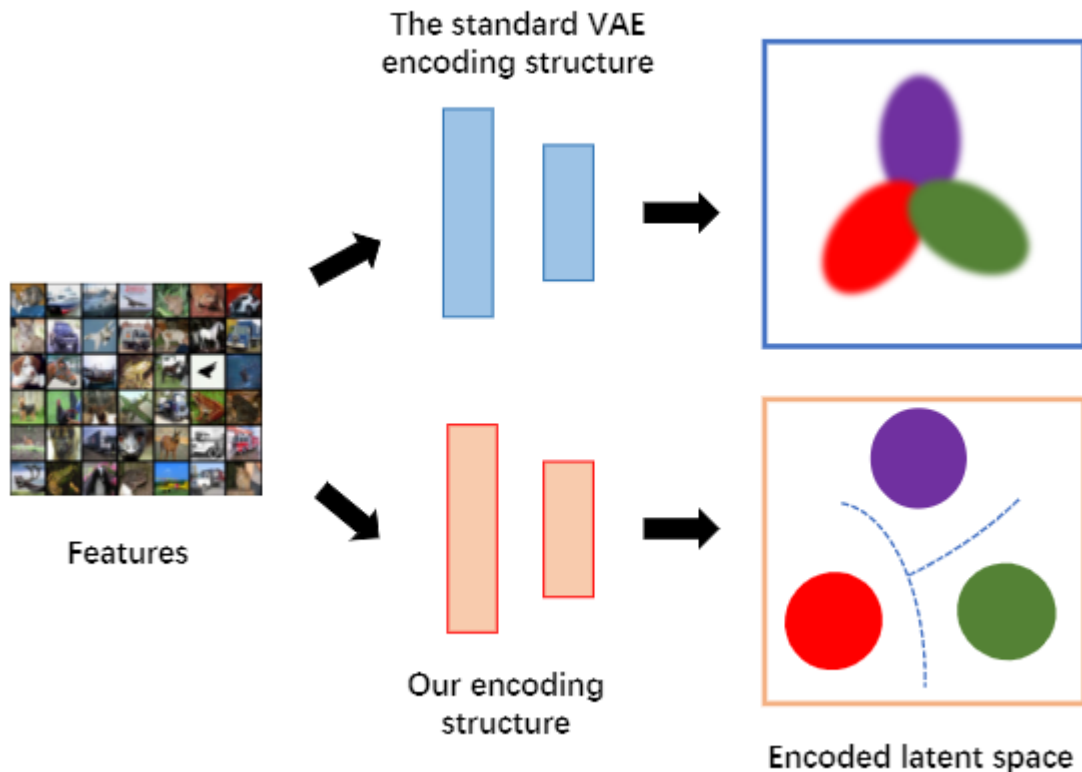 The standard VAE
encoding structure
Features
Our encoding
structure
Encoded latent space